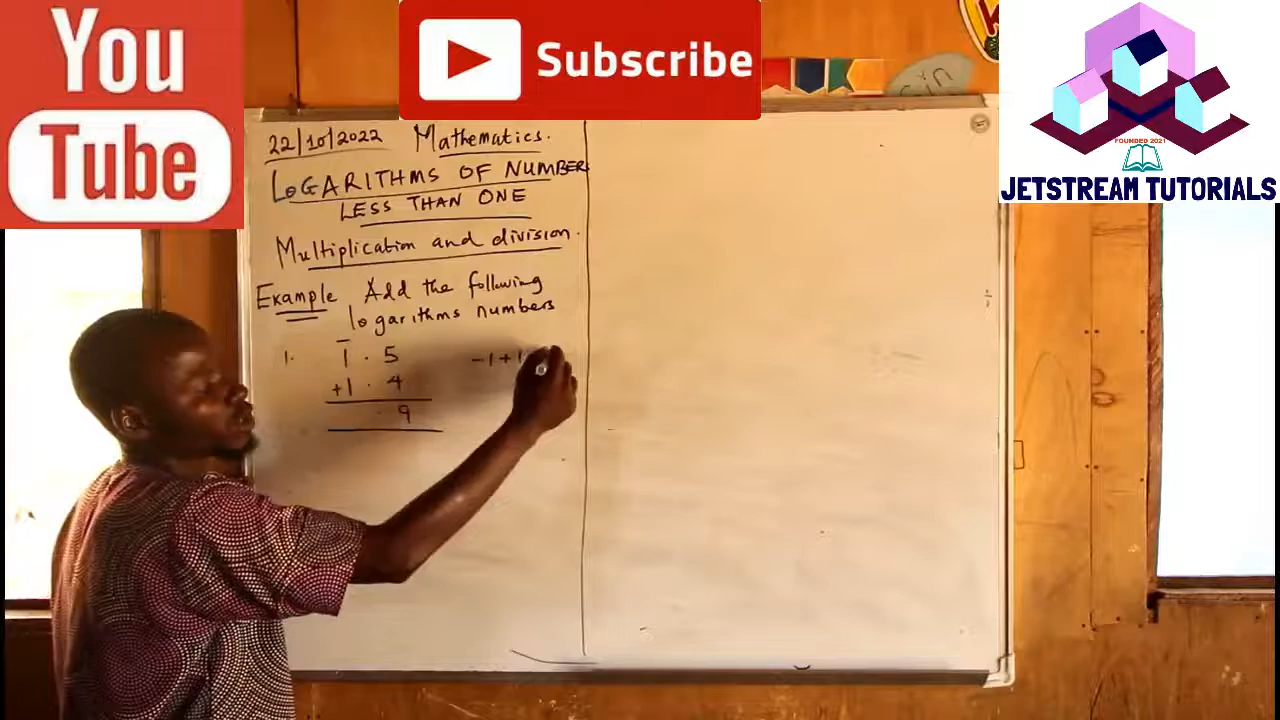 You
Tube
Subscribe
FOUNDED 2021
JETSTREAM TUTORIALS
22/10/2022 Mathematics.
LOGARITHMS OF NUMBER
LESS THAN ONE
Multiplication and division.
Example Add the following
logarithms numbers
1. 1̅ . 5 -1+1
+1 . 4
. 9